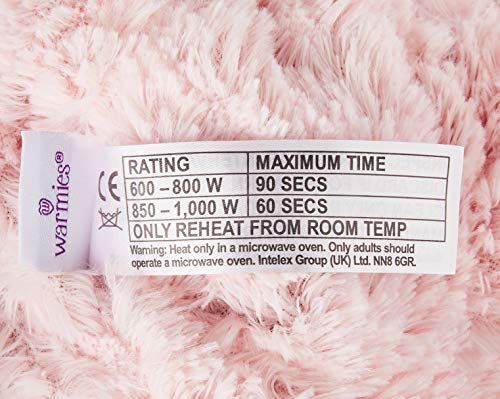 warmies®
CE
RATING MAXIMUM TIME
600 – 800 W 90 SECS
850 – 1,000 W 60 SECS
ONLY REHEAT FROM ROOM TEMP
Warning: Heat only in a microwave oven. Only adults should
operate a microwave oven. Intelex Group (UK) Ltd. NN8 6GR.